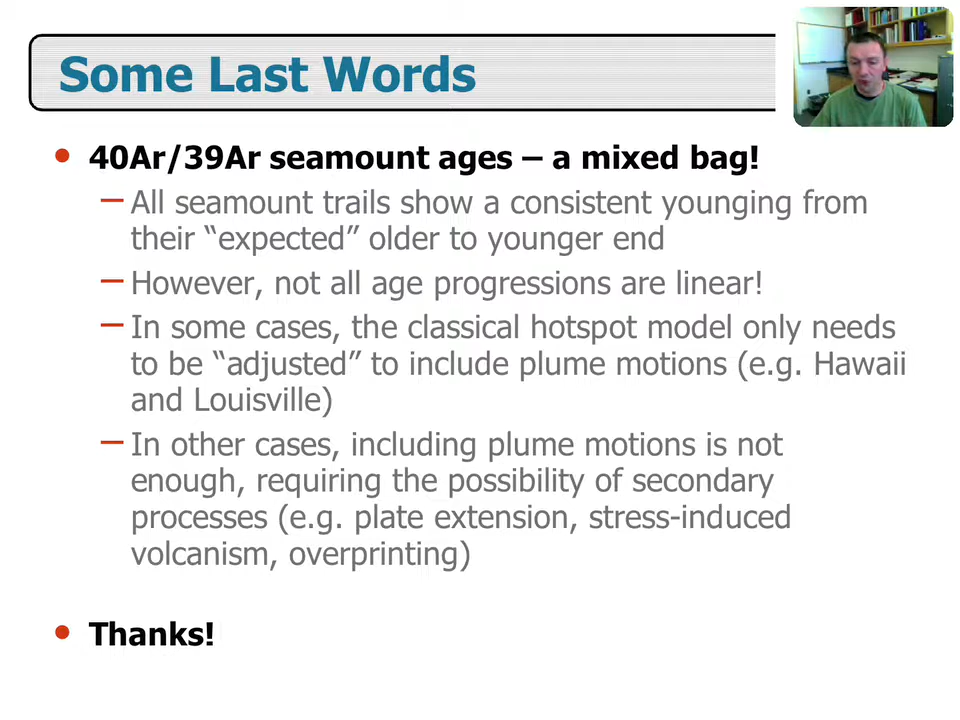 Some Last Words
• 40Ar/39Ar seamount ages – a mixed bag!
– All seamount trails show a consistent younging from
their “expected” older to younger end
– However, not all age progressions are linear!
– In some cases, the classical hotspot model only needs
to be “adjusted” to include plume motions (e.g. Hawaii
and Louisville)
– In other cases, including plume motions is not
enough, requiring the possibility of secondary
processes (e.g. plate extension, stress-induced
volcanism, overprinting)
• Thanks!